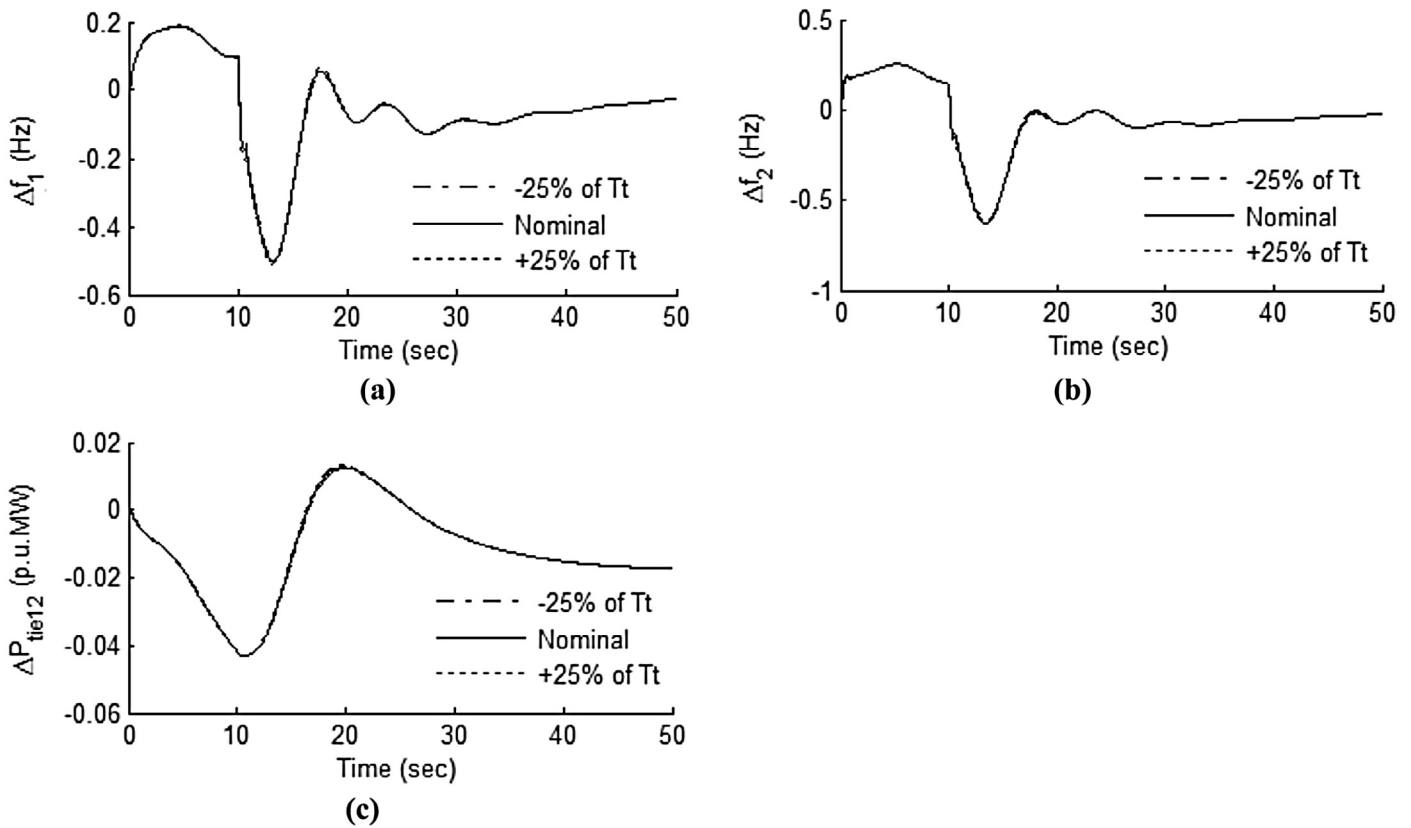 0.2
0
-0.2
-0.4
-0.6
Δf1 (Hz)
-25% of Tt
Nominal
+25% of Tt
0 10 20 30 40 50
Time (sec)
(a)
0.5
0
-0.5
-1
Δf2 (Hz)
-25% of Tt
Nominal
+25% of Tt
0 10 20 30 40 50
Time (sec)
(b)
0.02
0
-0.02
-0.04
-0.06
ΔPtie12 (p.u.MW)
-25% of Tt
Nominal
+25% of Tt
0 10 20 30 40 50
Time (sec)
(c)